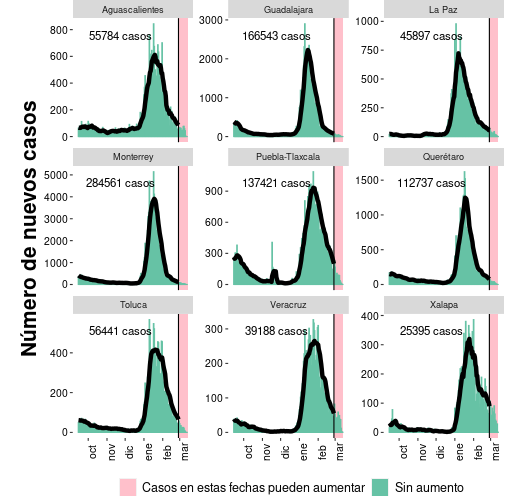 Número de nuevos casos
Aguascalientes
55784 casos
800
600
400
200
0
Guadalajara
166543 casos
3000
2000
1000
0
La Paz
45897 casos
1000
750
500
250
0
Monterrey
284561 casos
5000
4000
3000
2000
1000
0
Puebla-Tlaxcala
137421 casos
900
600
300
0
Querétaro
112737 casos
1500
1000
500
0
Toluca
56441 casos
400
200
0
Veracruz
39188 casos
300
200
100
0
Xalapa
25395 casos
400
300
200
100
0
oct nov dic ene feb mar
oct nov dic ene feb mar
oct nov dic ene feb mar
Casos en estas fechas pueden aumentar
Sin aumento